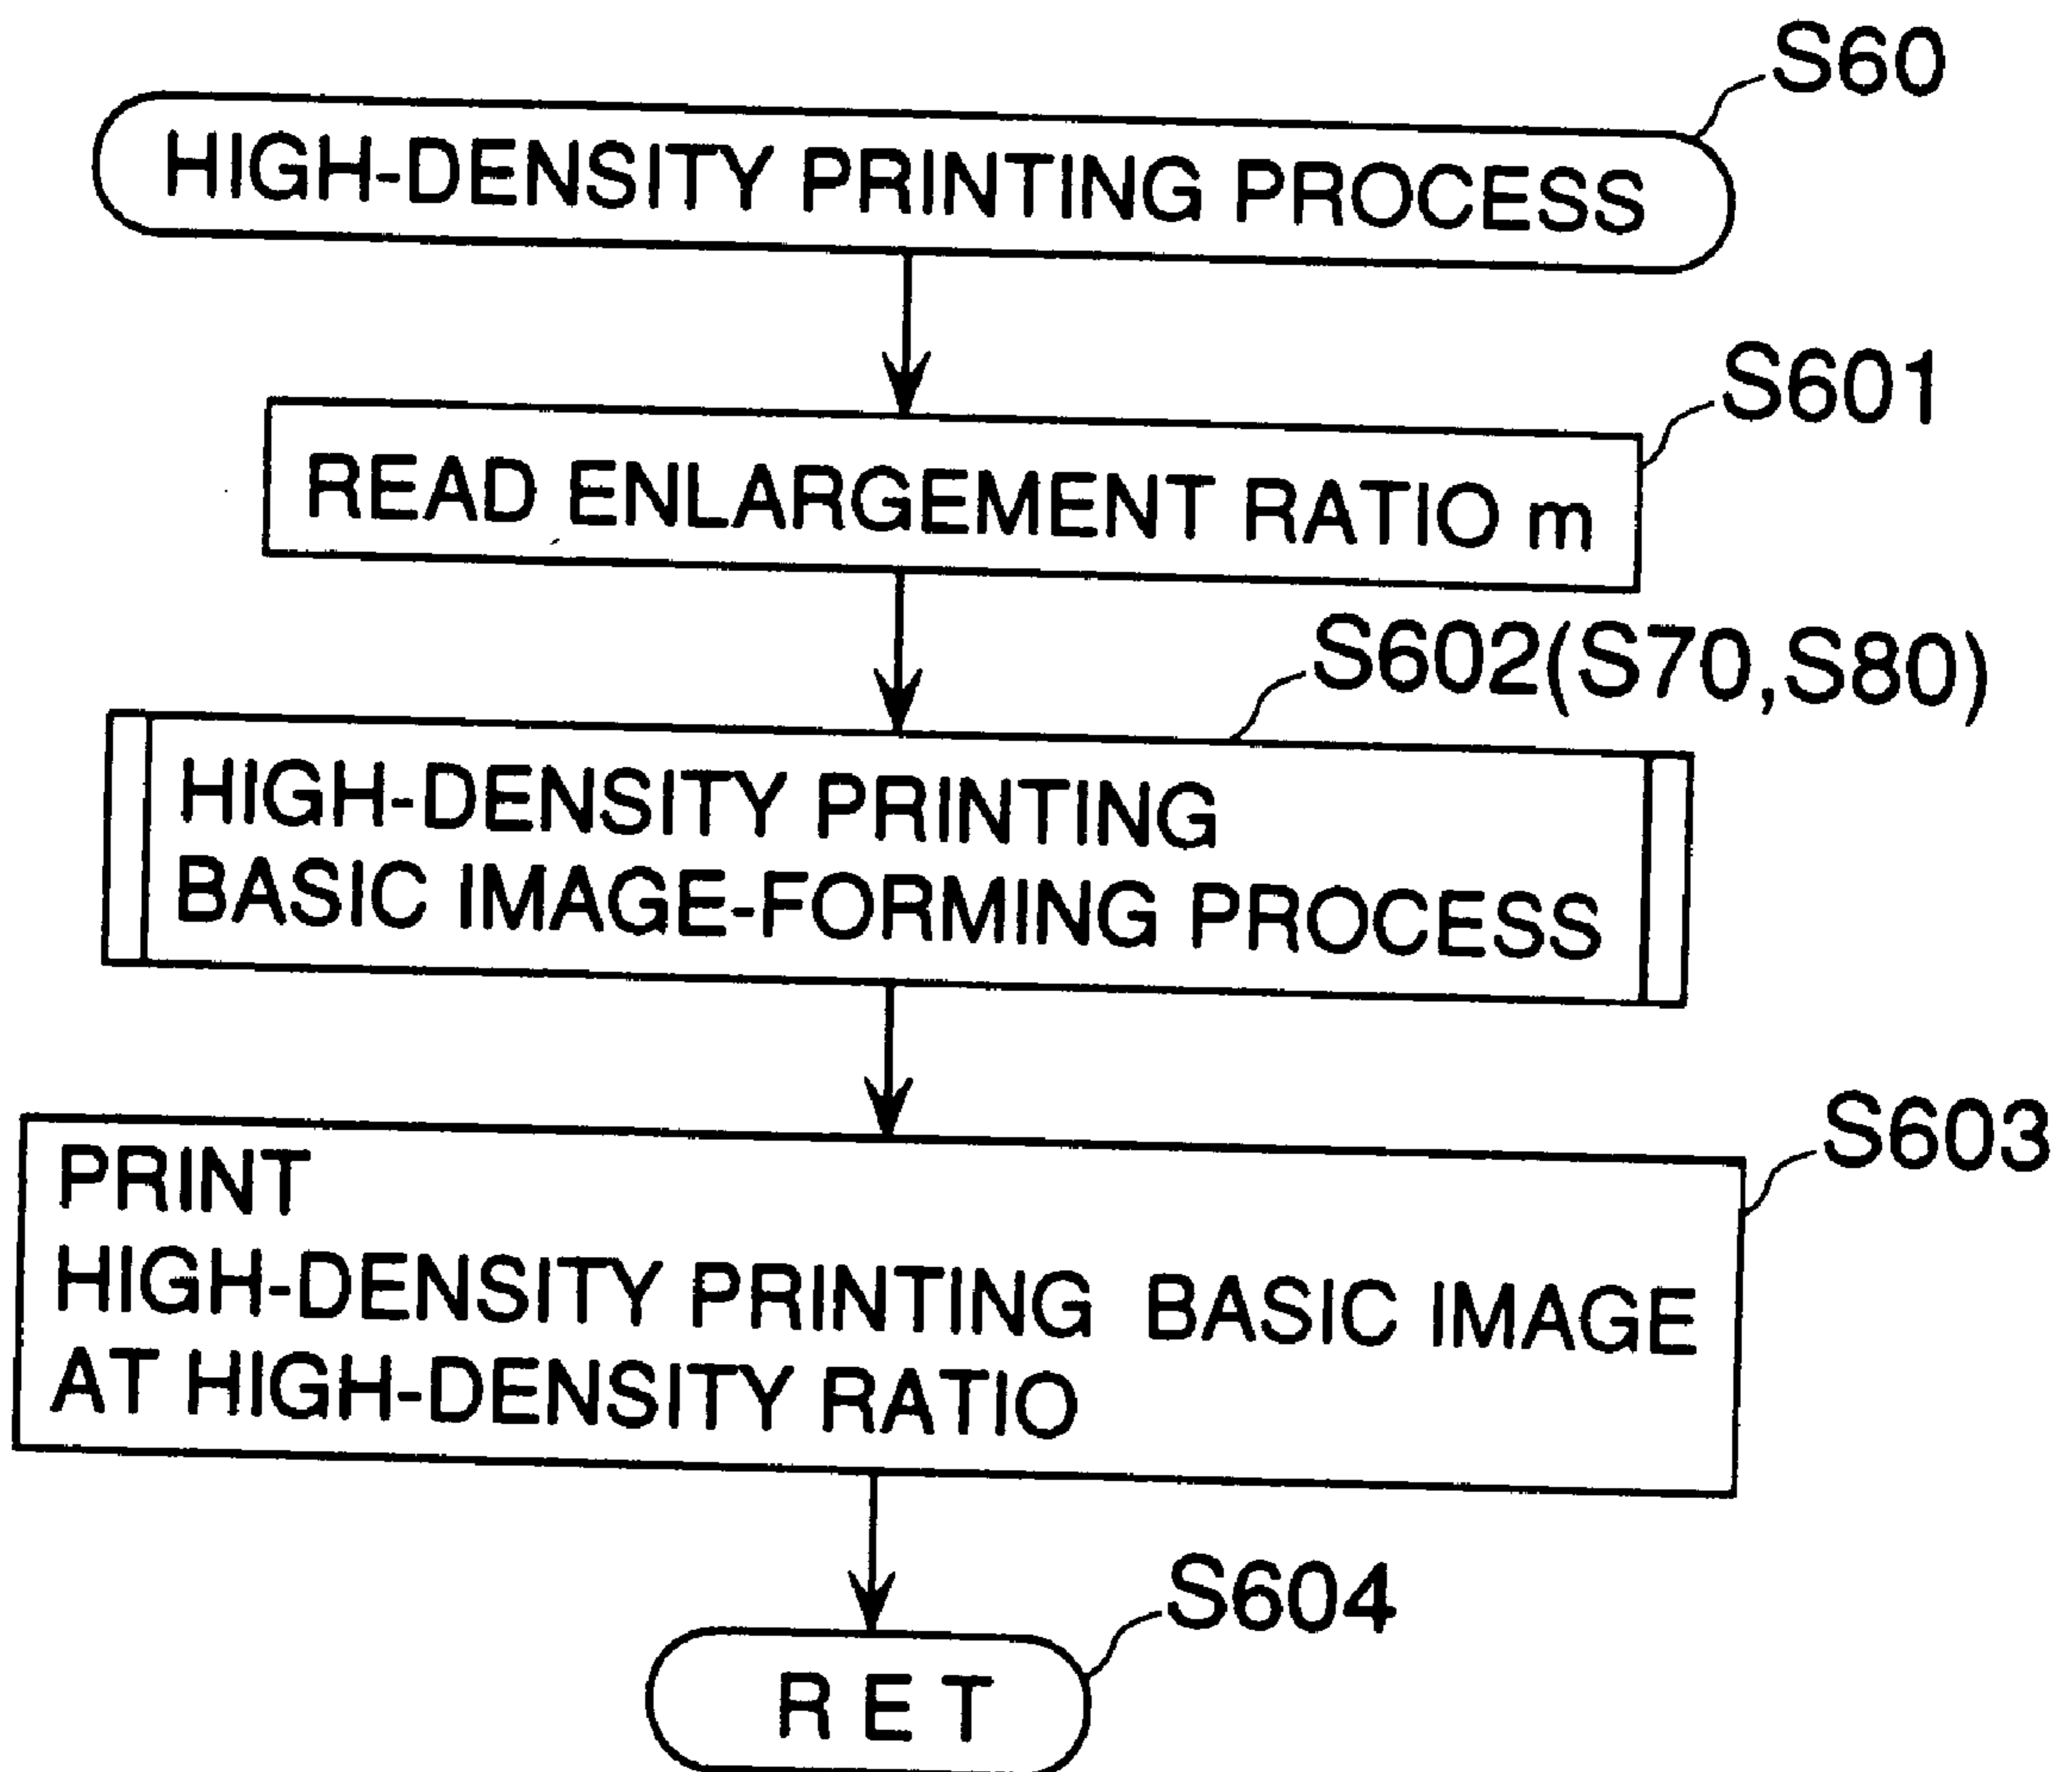 S60
HIGH-DENSITY PRINTING PROCESS
S601
READ ENLARGEMENT RATIO m
S602(S70,S80)
HIGH-DENSITY PRINTING
BASIC IMAGE-FORMING PROCESS
S603
PRINT
HIGH-DENSITY PRINTING BASIC IMAGE
AT HIGH-DENSITY RATIO
S604
RET